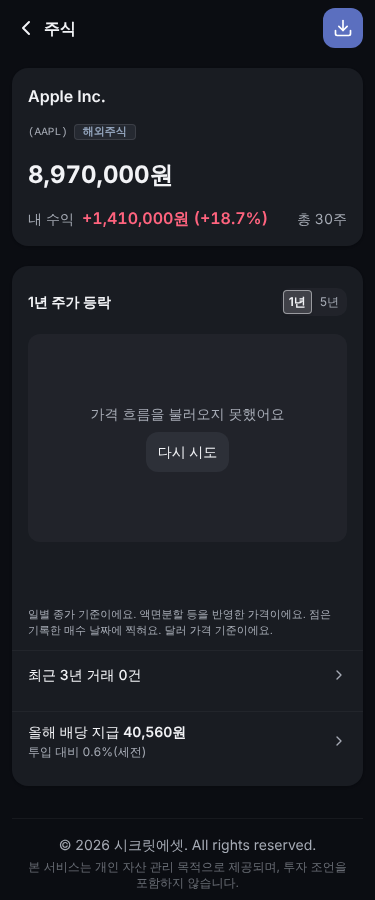 주식
Apple Inc.
(AAPL) 해외주식
8,970,000원
내 수익 +1,410,000원 (+18.7%) 총 30주
1년 주가 등락 1년 5년
가격 흐름을 불러오지 못했어요
다시 시도
일별 종가 기준이에요. 액면분할 등을 반영한 가격이에요. 점은
기록한 매수 날짜에 찍혀요. 달러 가격 기준이에요.
최근 3년 거래 0건
올해 배당 지급 40,560원
투입 대비 0.6%(세전)
© 2026 시크릿에셋. All rights reserved.
본 서비스는 개인 자산 관리 목적으로 제공되며, 투자 조언을
포함하지 않습니다.